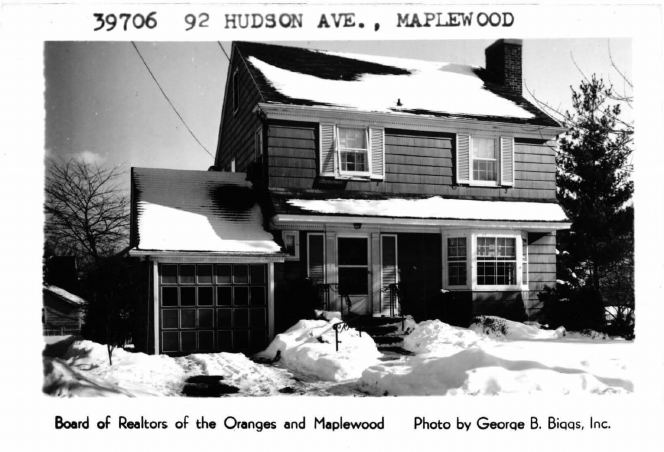 39706 92 HUDSON AVE., MAPLEWOOD
Board of Realtors of the Oranges and Maplewood Photo by George B. Biggs, Inc.